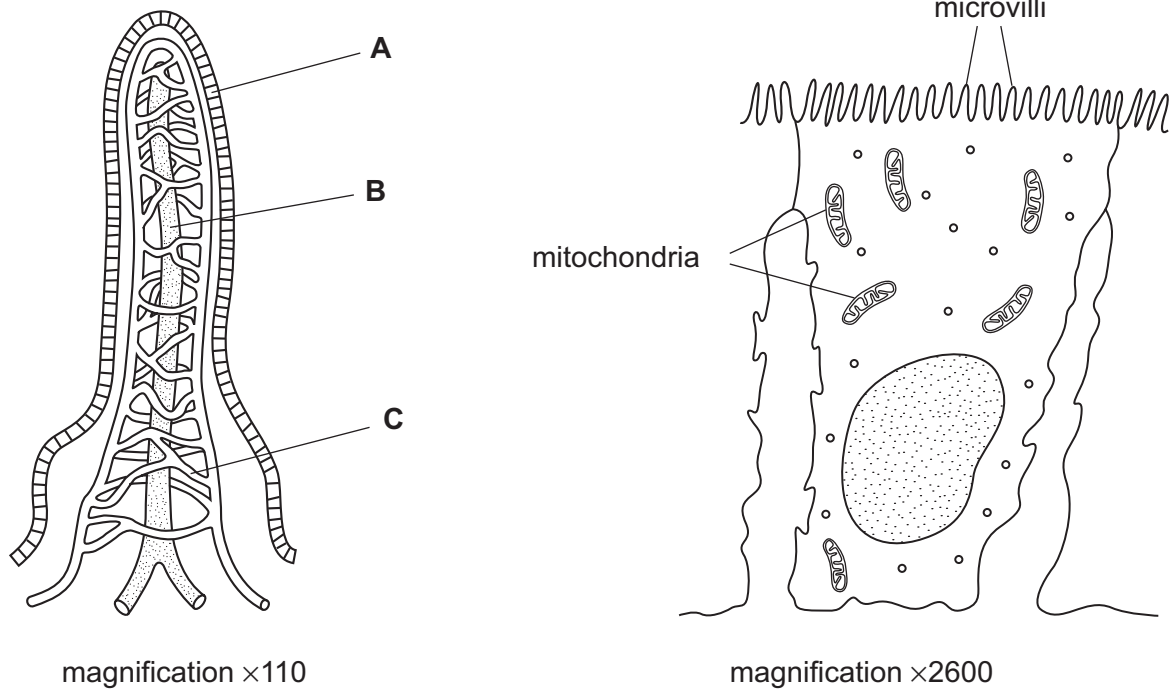 microvilli
A
B
mitochondria
C
magnification ×110
magnification ×2600